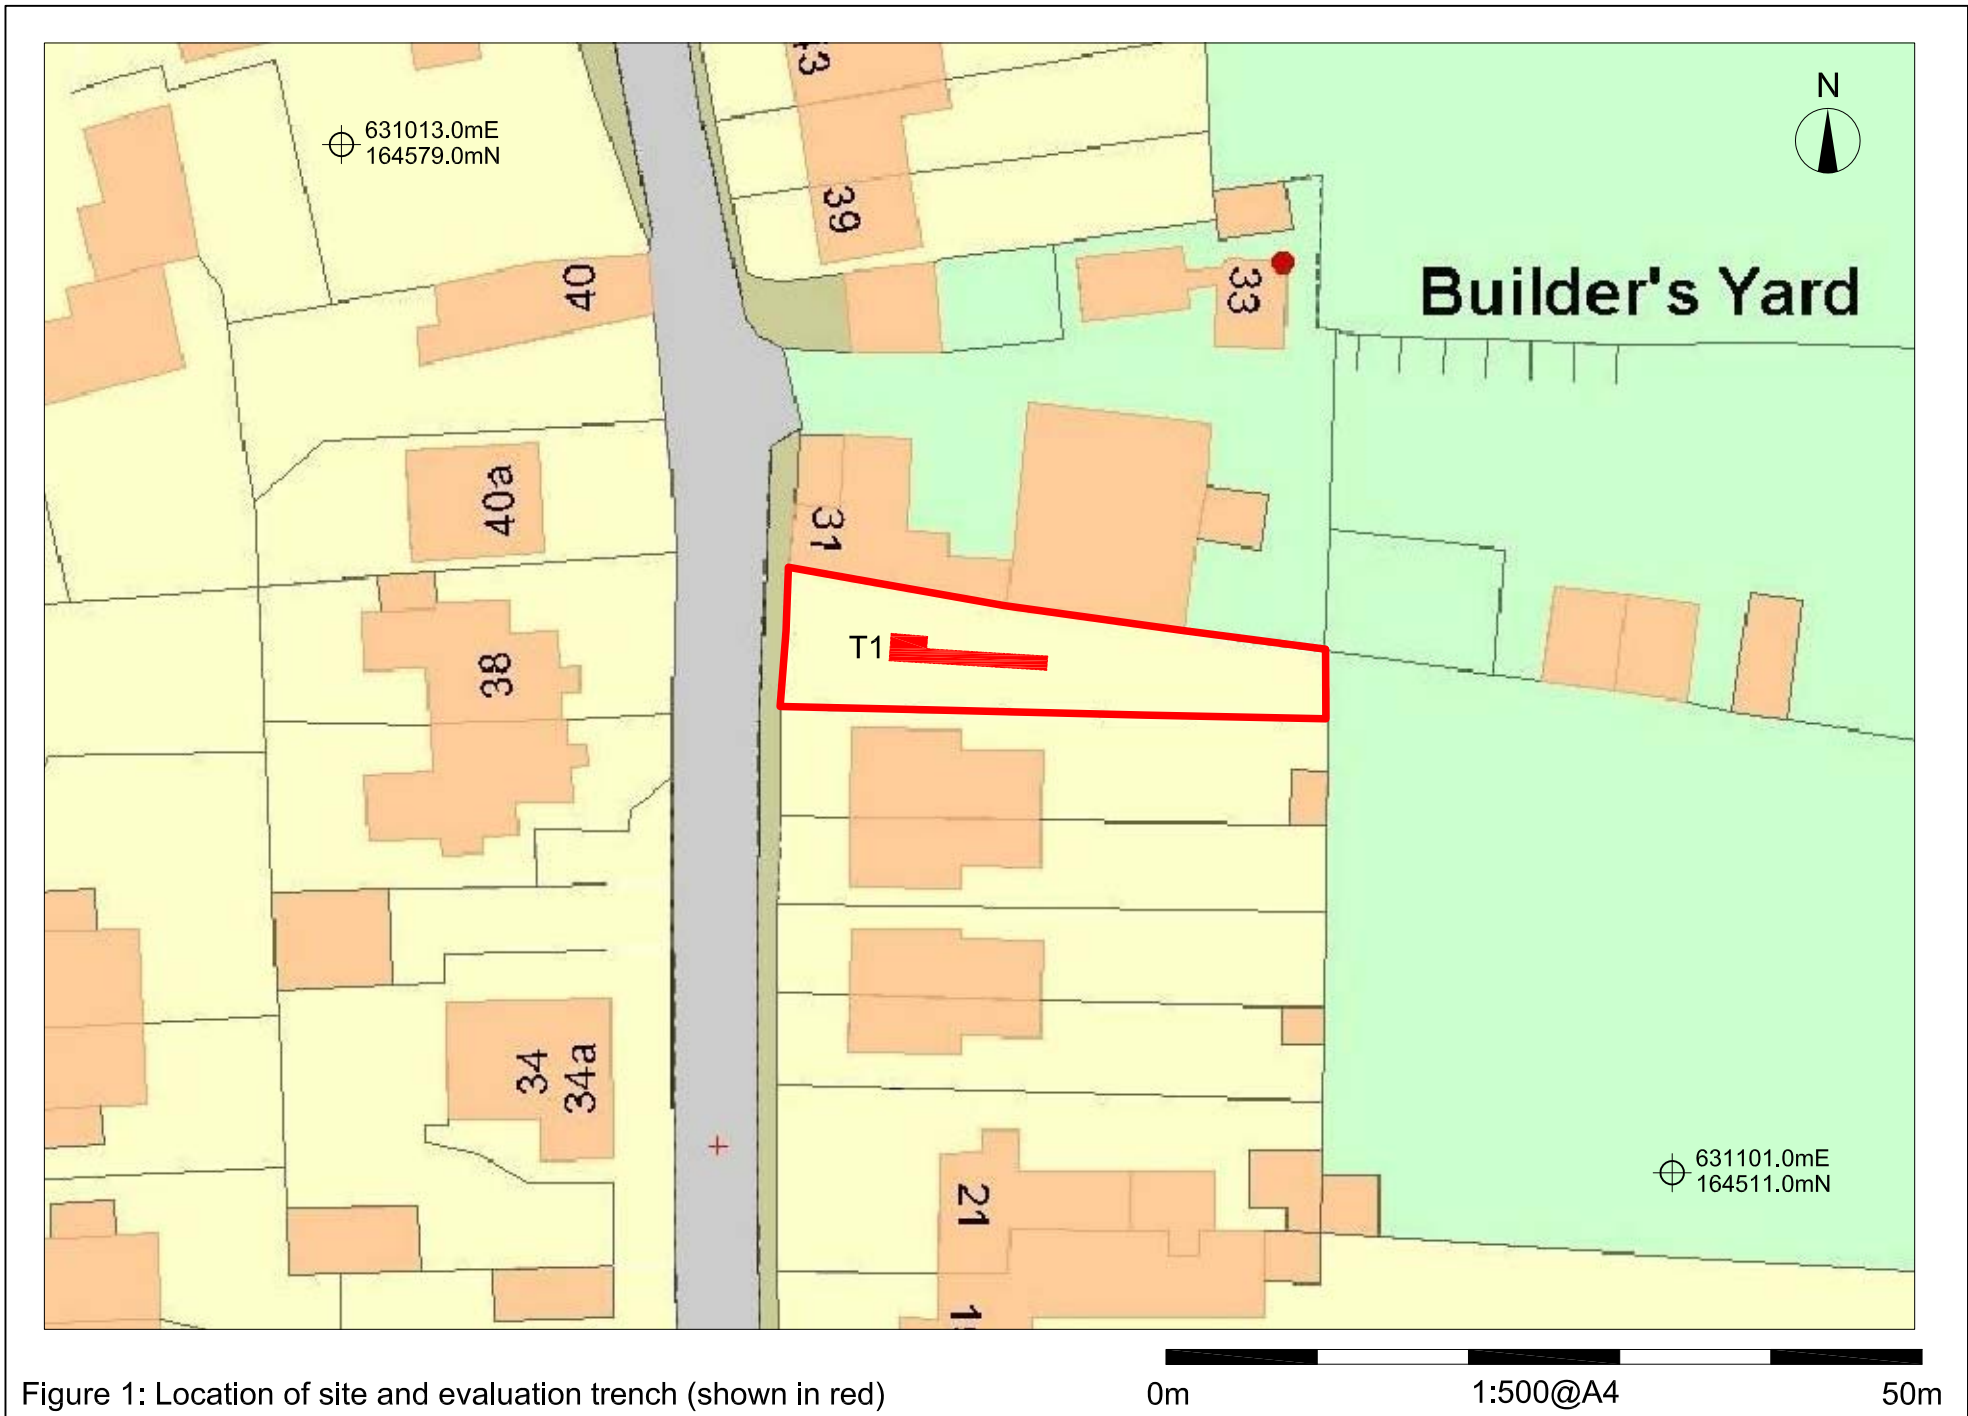 43
N
631013.0mE
164579.0mN
39
40
33
Builder's Yard
40a
31
T1
38
34
34a
631101.0mE
164511.0mN
21
Figure 1: Location of site and evaluation trench (shown in red)
0m
1:500@A4
50m